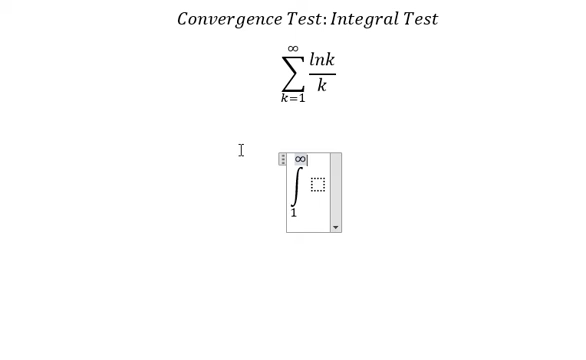 Convergence Test: Integral Test
∞
∑ lnk/k
k=1
∞
∫
1